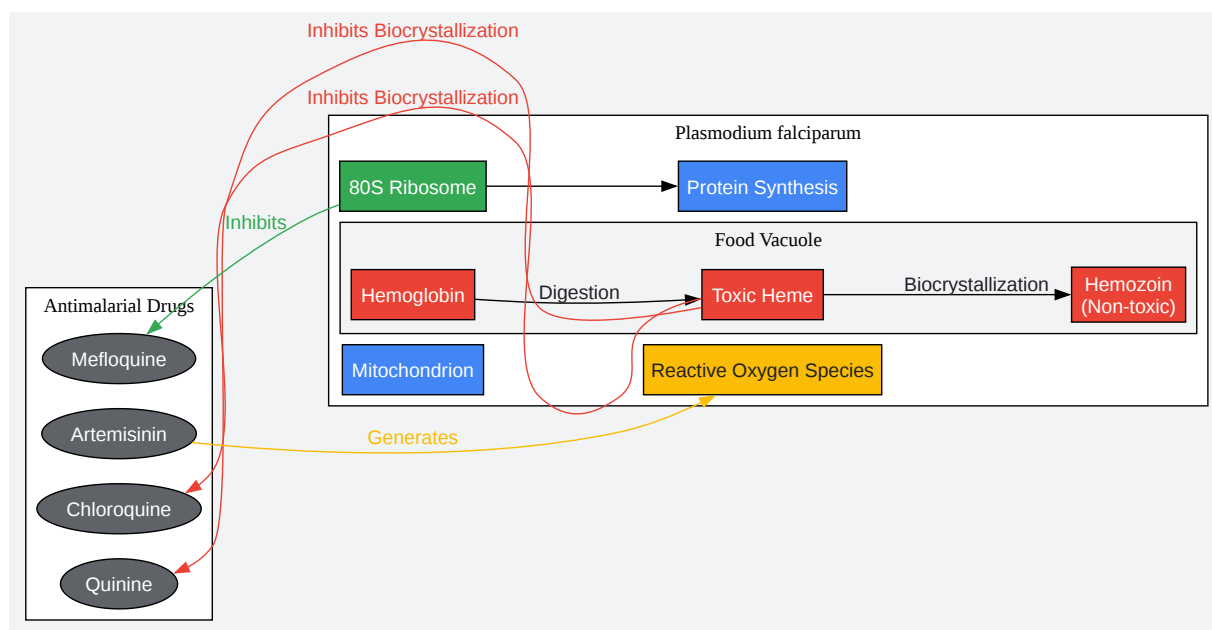 Inhibits Biocrystallization
Inhibits Biocrystallization
Plasmodium falciparum
80S Ribosome
Protein Synthesis
Inhibits
Food Vacuole
Hemoglobin
Digestion
Toxic Heme
Biocrystallization
Hemozoin
(Non-toxic)
Antimalarial Drugs
Mefloquine
Mitochondrion
Reactive Oxygen Species
Artemisinin
Generates
Chloroquine
Quinine